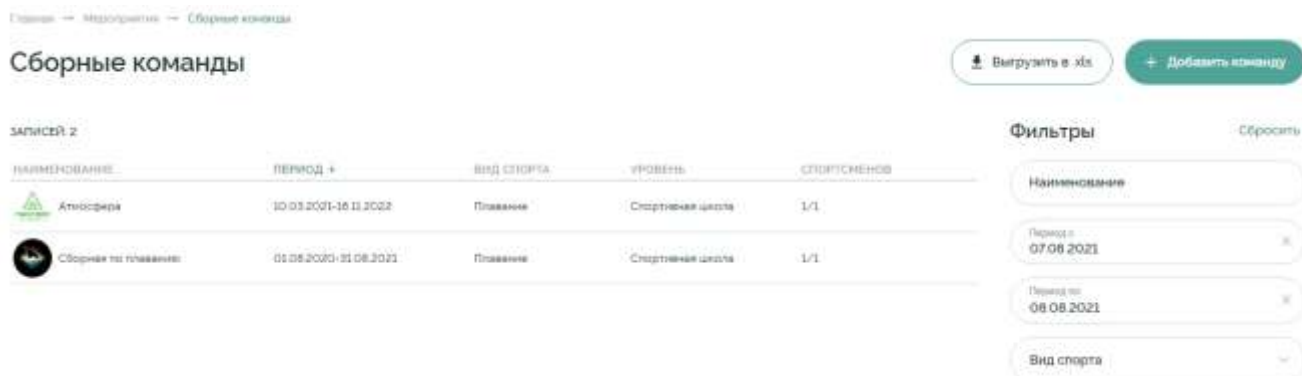 Главная → Мероприятия → Сборные команды
Сборные команды
Выгрузить в xls
+ Добавить команду
ЗАПИСЕЙ: 2
НАИМЕНОВАНИЕ ПЕРИОД ВИД СПОРТА УРОВЕНЬ СПОРТСМЕНОВ
Атмосфера 10.03.2021-16.11.2022 Плавание Спортивная школа 1/1
Сборная по плаванию 01.08.2020-31.08.2021 Плавание Спортивная школа 1/1
Фильтры Сбросить
Наименование
Период с
07.08.2021
Период по
08.08.2021
Вид спорта